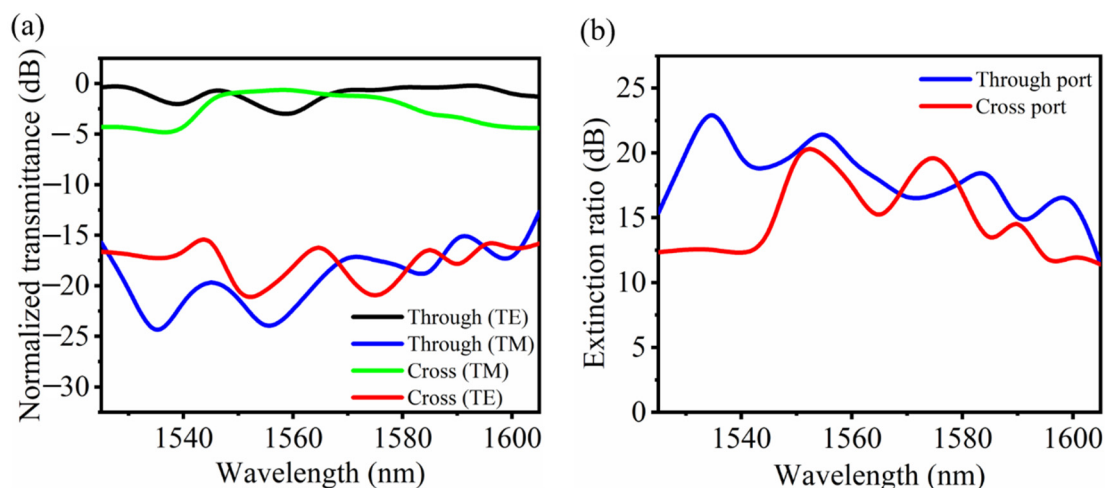 (a)
Normalized transmittance (dB)
0
−5
−10
−15
−20
−25
−30
Through (TE)
Through (TM)
Cross (TM)
Cross (TE)
1540 1560 1580 1600
Wavelength (nm)
(b)
Extinction ratio (dB)
25
20
15
10
5
0
Through port
Cross port
1540 1560 1580 1600
Wavelength (nm)